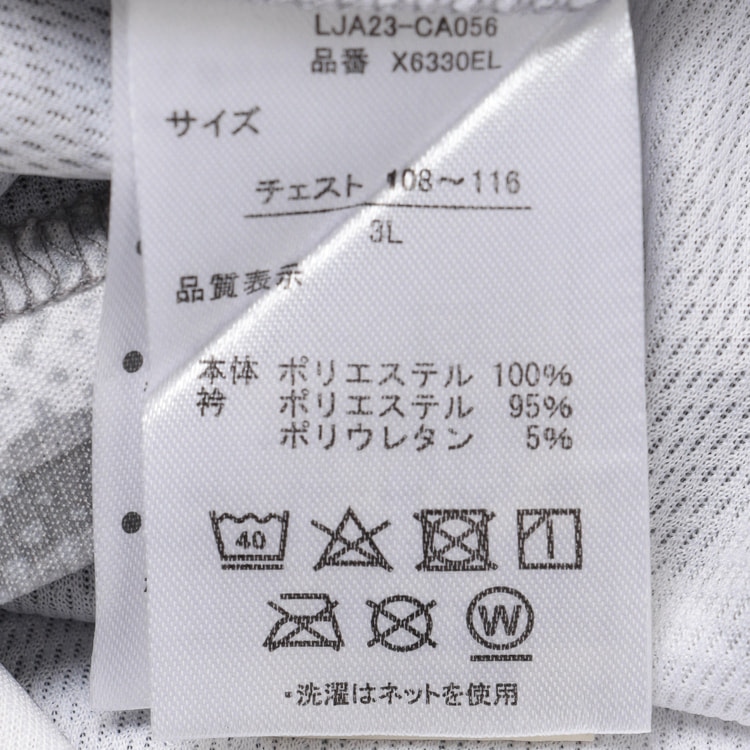 LJA23-CA056
品番 X6330EL
サイズ
チェスト 108～116
3L
品質表示
本体 ポリエステル 100%
衿 ポリエステル 95%
ポリウレタン 5%
40
W
・洗濯はネットを使用